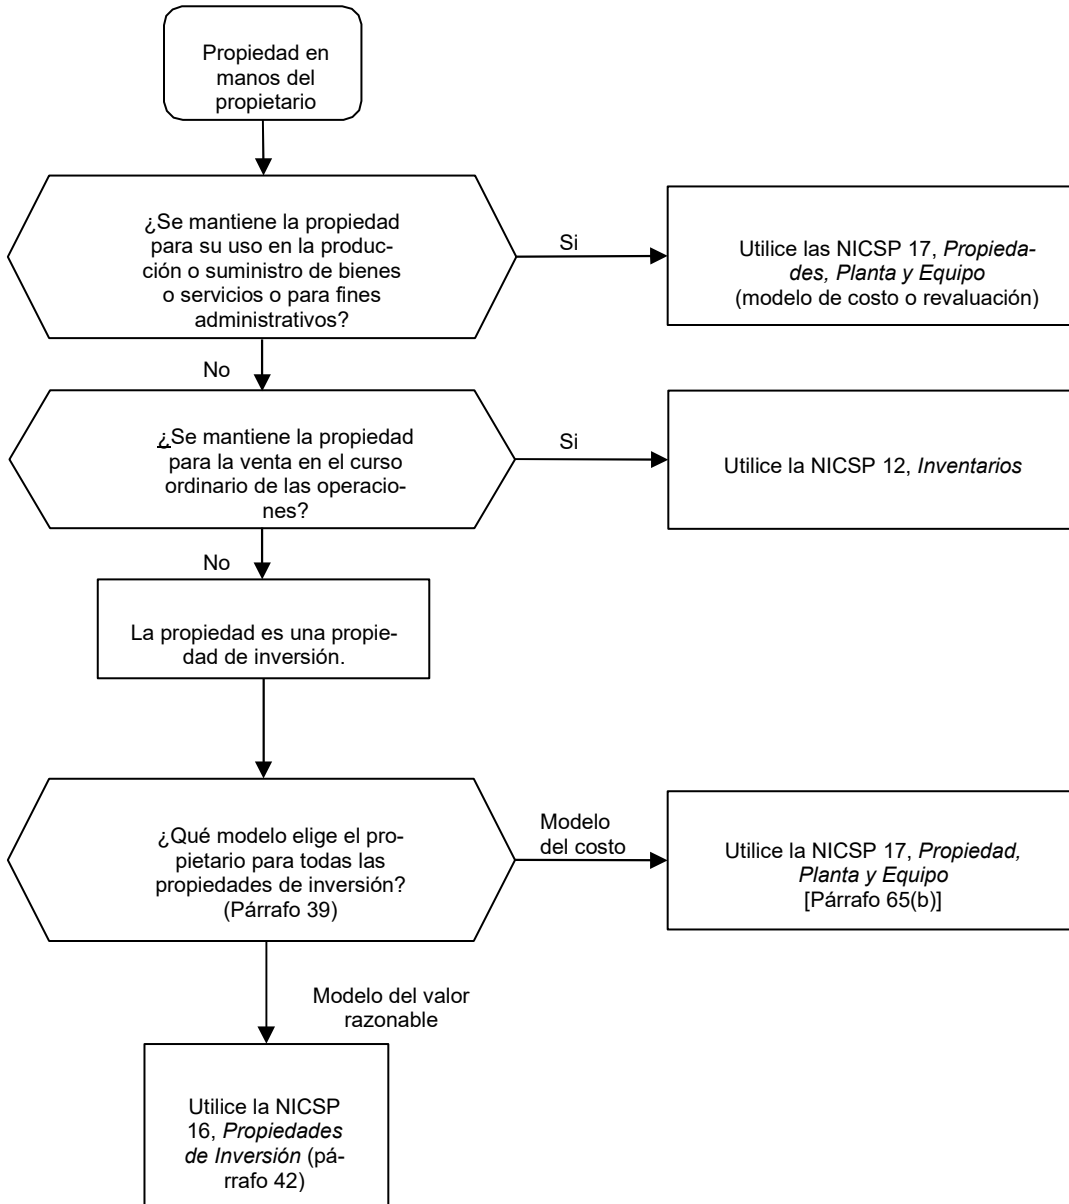 Propiedad en
manos del
propietario
¿Se mantiene la propiedad
para su uso en la produc-
ción o suministro de bienes
o servicios o para fines
administrativos?
Si
Utilice las NICSP 17, Propieda-
des, Planta y Equipo
(modelo de costo o revaluación)
No
¿Se mantiene la propiedad
para la venta en el curso
ordinario de las operacio-
nes?
Si
Utilice la NICSP 12, Inventarios
No
La propiedad es una propie-
dad de inversión.
¿Qué modelo elige el pro-
pietario para todas las
propiedades de inversión?
(Párrafo 39)
Modelo
del costo
Utilice la NICSP 17, Propiedad,
Planta y Equipo
[Párrafo 65(b)]
Modelo del valor
razonable
Utilice la NICSP
16, Propiedades
de Inversión (pá-
rrafo 42)